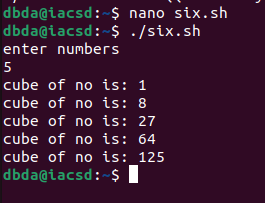 dbda@iacsd:~$ nano six.sh
dbda@iacsd:~$ ./six.sh
enter numbers
5
cube of no is: 1
cube of no is: 8
cube of no is: 27
cube of no is: 64
cube of no is: 125
dbda@iacsd:~$